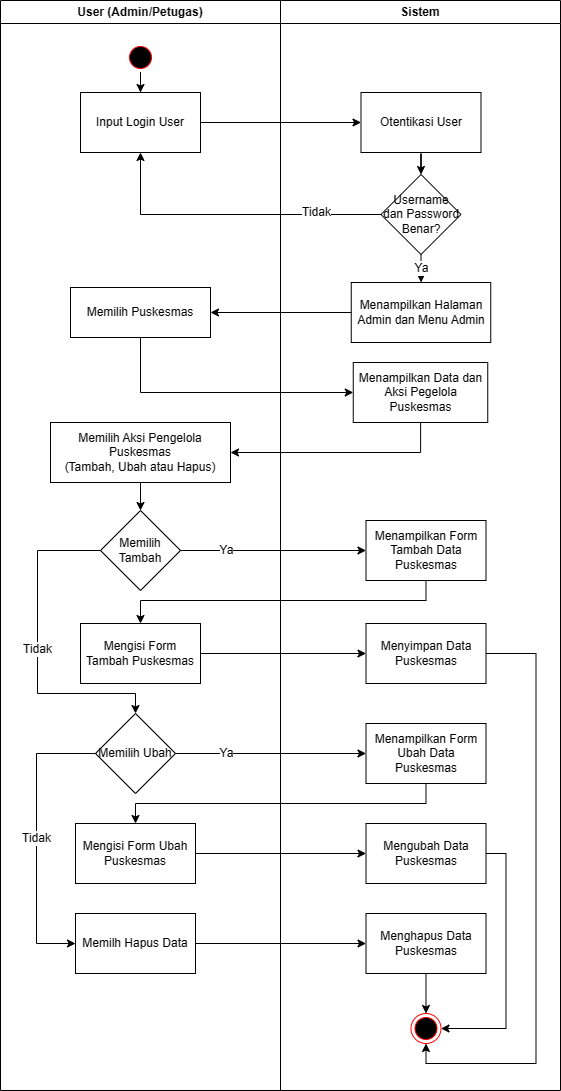 User (Admin/Petugas)
Sistem
Input Login User
Otentikasi User
Username
dan Password
Benar?
Tidak
Ya
Menampilkan Halaman
Admin dan Menu Admin
Memilih Puskesmas
Menampilkan Data dan
Aksi Pegelola
Puskesmas
Memilih Aksi Pengelola
Puskesmas
(Tambah, Ubah atau Hapus)
Memilih
Tambah
Ya
Menampilkan Form
Tambah Data
Puskesmas
Tidak
Mengisi Form
Tambah Puskesmas
Menyimpan Data
Puskesmas
Memilih Ubah
Ya
Menampilkan Form
Ubah Data
Puskesmas
Tidak
Mengisi Form Ubah
Puskesmas
Mengubah Data
Puskesmas
Memilh Hapus Data
Menghapus Data
Puskesmas